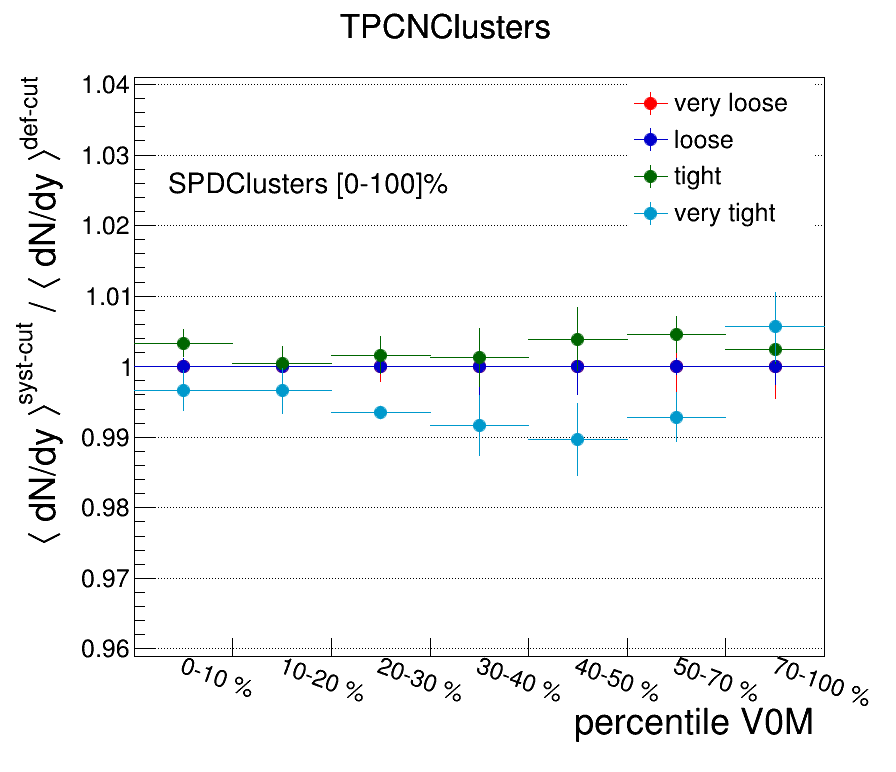 TPCNClusters
⟨ dN/dy ⟩^syst-cut / ⟨ dN/dy ⟩^def-cut
1.04
1.03
1.02
1.01
1
0.99
0.98
0.97
0.96
very loose
loose
tight
very tight
SPDClusters [0-100]%
0-10 %
10-20 %
20-30 %
30-40 %
40-50 %
50-70 %
70-100 %
percentile V0M